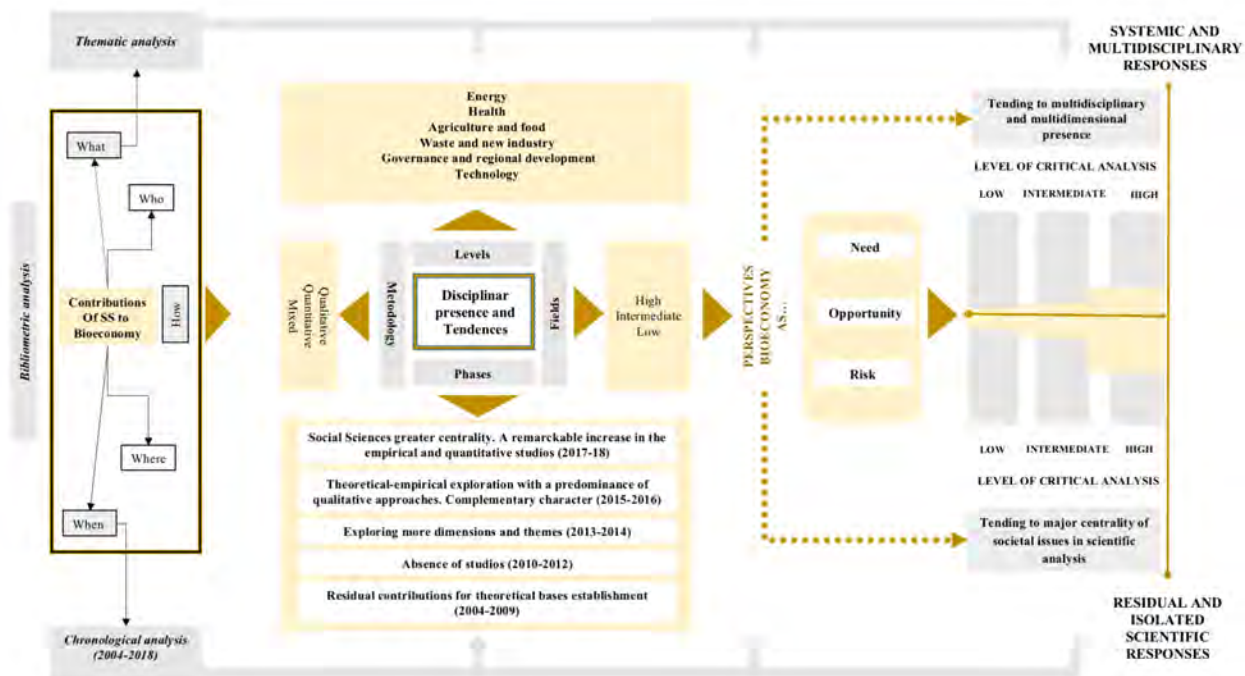 Thematic analysis
Bibliometric analysis
What
Who
Contributions
Of SS to
Bioeconomy
How
Where
When
Chronological analysis
(2004-2018)
Energy
Health
Agriculture and food
Waste and new industry
Governance and regional development
Technology
Qualitative
Quantitative
Mixed
Metodology
Levels
Disciplinar
presence and
Tendences
Fields
Phases
High
Intermediate
Low
Social Sciences greater centrality. A remarckable increase in the
empirical and quantitative studios (2017-18)
Theoretical-empirical exploration with a predominance of
qualitative approaches. Complementary character (2015-2016)
Exploring more dimensions and themes (2013-2014)
Absence of studios (2010-2012)
Residual contributions for theoretical bases establishment
(2004-2009)
PERSPECTIVES
BIOECONOMY
AS...
Need
Opportunity
Risk
SYSTEMIC AND
MULTIDISCIPLINARY
RESPONSES
Tending to multidisciplinary
and multidimensional
presence
LEVEL OF CRITICAL ANALYSIS
LOW INTERMEDIATE HIGH
LOW INTERMEDIATE HIGH
LEVEL OF CRITICAL ANALYSIS
Tending to major centrality of
societal issues in scientific
analysis
RESIDUAL AND
ISOLATED
SCIENTIFIC
RESPONSES